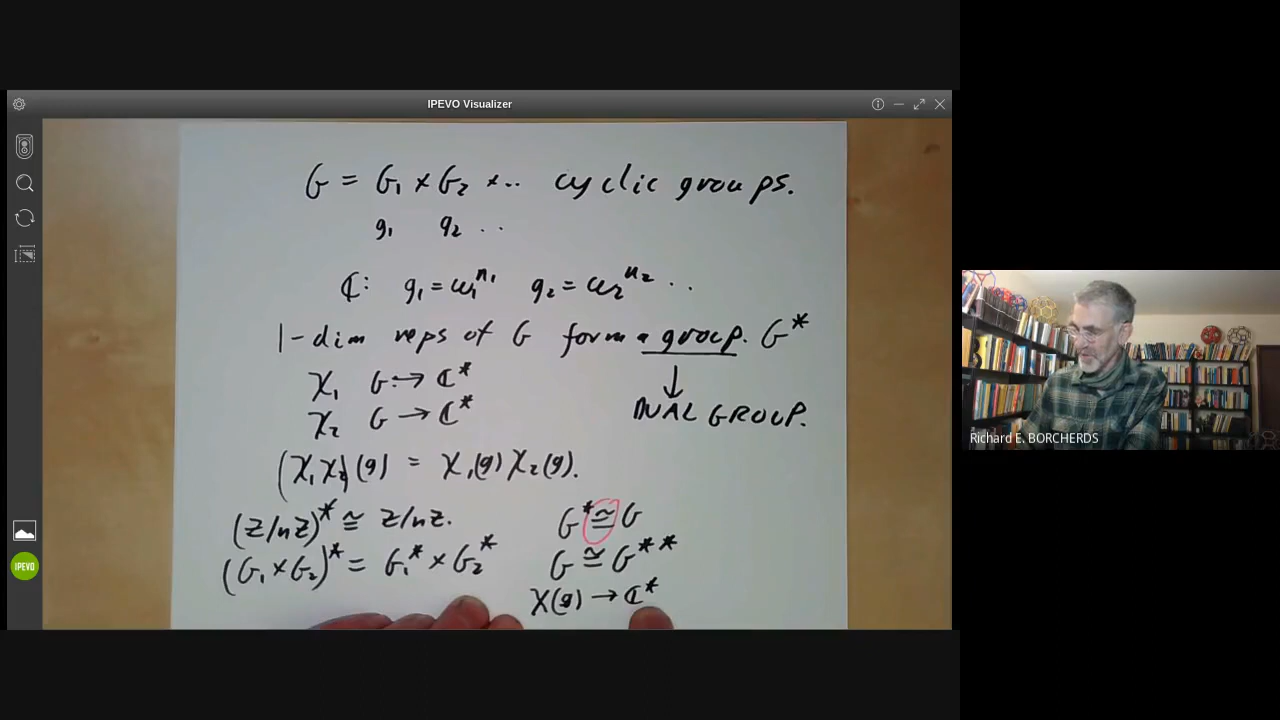 IPEVO Visualizer
G = G₁ × G₂ ×.. cyclic groups.
g₁ g₂ ..
ℂ: g₁ = ω₁^n₁ g₂ = ω₂^n₂ ..
1-dim reps of G form a group. G*
χ₁ G → ℂ*
χ₂ G → ℂ*
↓
DUAL GROUP.
(χ₁χ₂)(g) = χ₁(g) χ₂(g).
(Z/nZ)* ≅ Z/nZ.
(G₁ × G₂)* = G₁* × G₂*
G* ≅ G
G ≅ G**
χ(g) → ℂ*
IPEVO
Richard E. BORCHERDS